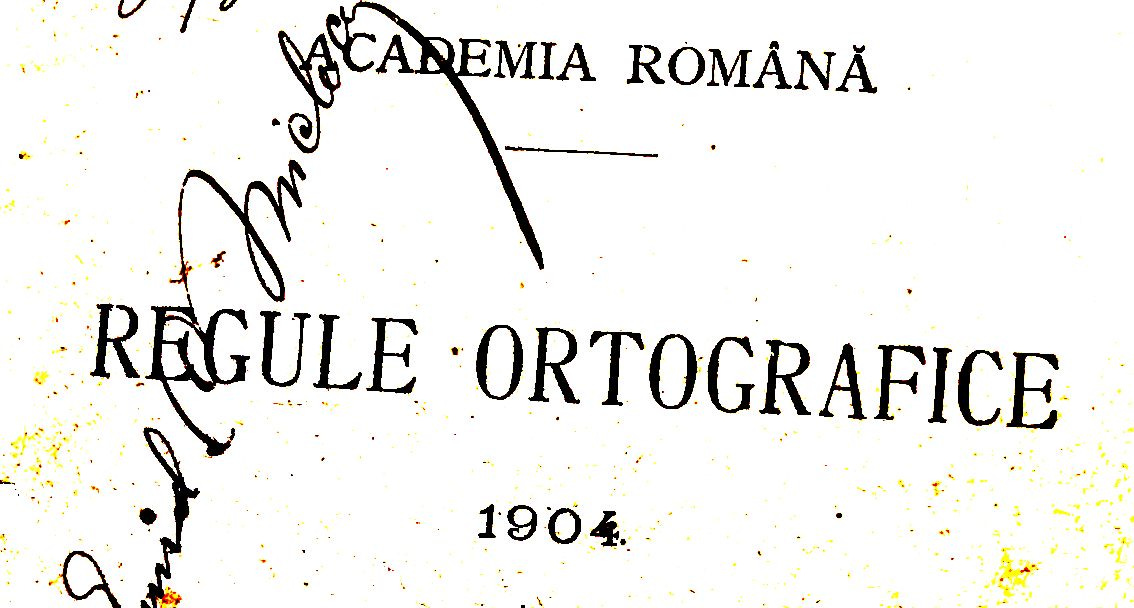 ACADEMIA ROMÂNĂ
REGULE ORTOGRAFICE
1904.